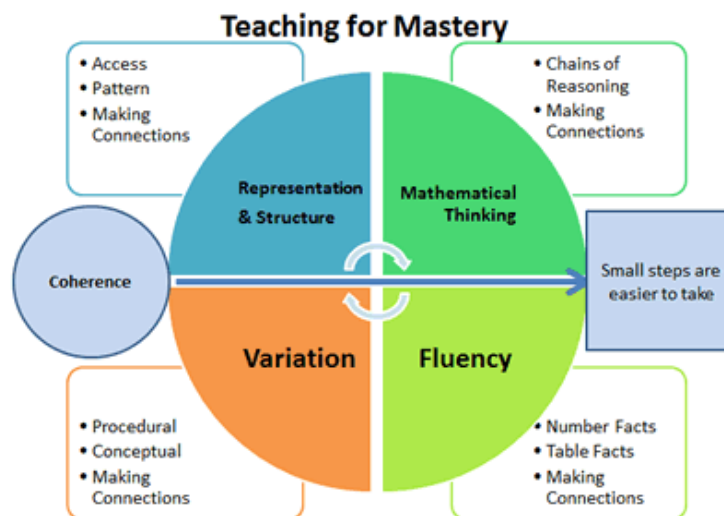 Teaching for Mastery
• Access
• Pattern
• Making
Connections
• Chains of
Reasoning
• Making
Connections
Representation
& Structure
Mathematical
Thinking
Coherence
Small steps are
easier to take
Variation
Fluency
• Procedural
• Conceptual
• Making
Connections
• Number Facts
• Table Facts
• Making
Connections